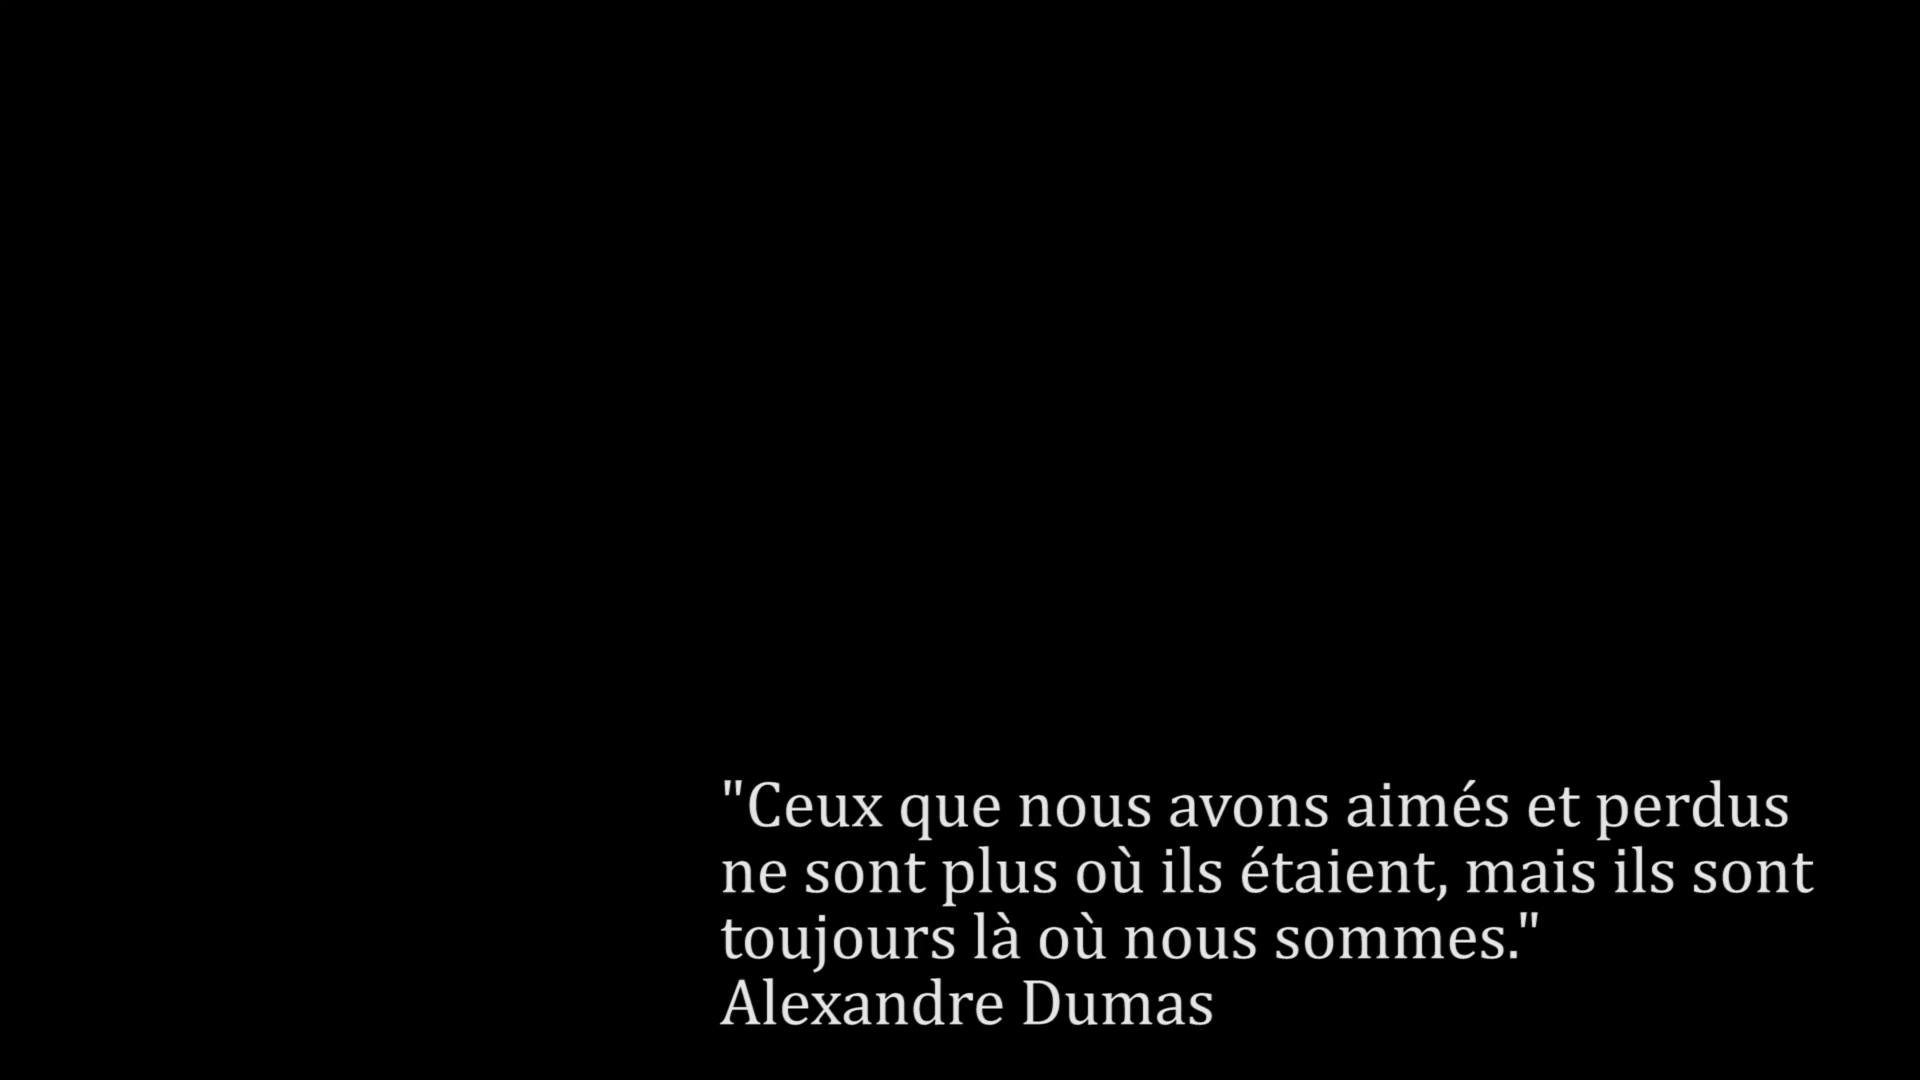 "Ceux que nous avons aimés et perdus
ne sont plus où ils étaient, mais ils sont
toujours là où nous sommes."
Alexandre Dumas